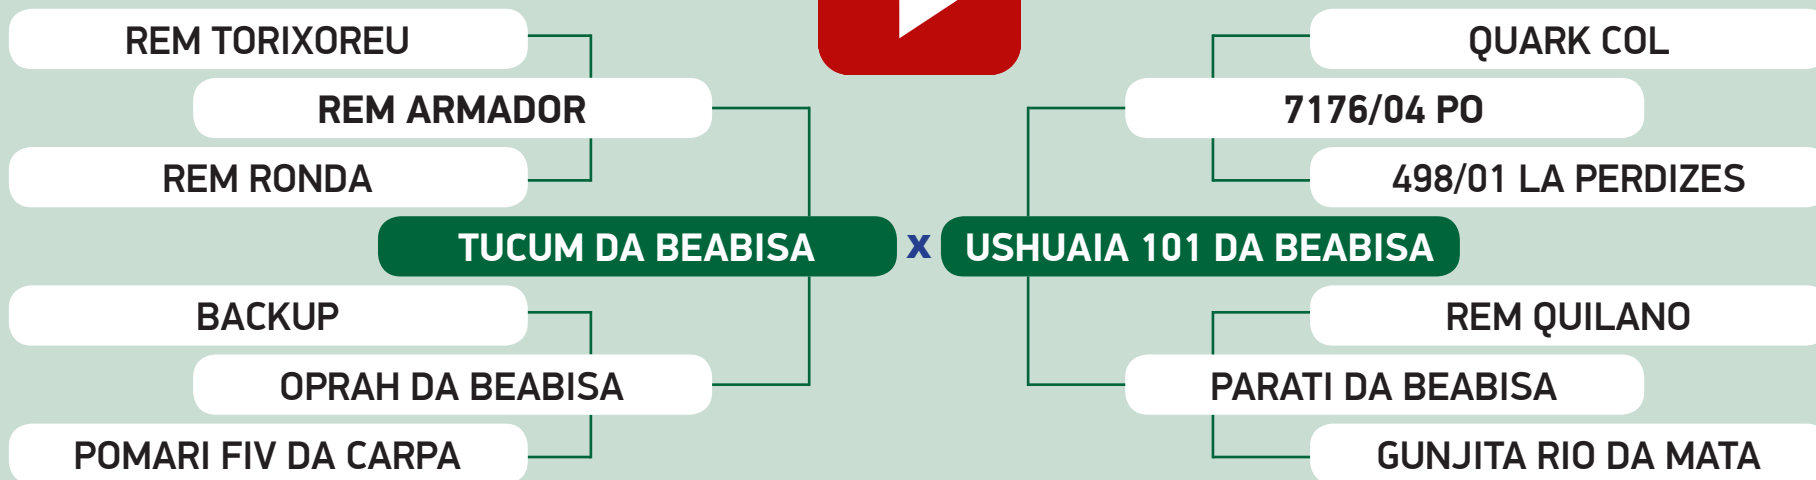 REM TORIXOREU
QUARK COL
REM ARMADOR
7176/04 PO
REM RONDA
498/01 LA PERDIZES
TUCUM DA BEABISA x USHUAIA 101 DA BEABISA
BACKUP
REM QUILANO
OPRAH DA BEABISA
PARATI DA BEABISA
POMARI FIV DA CARPA
GUNJITA RIO DA MATA